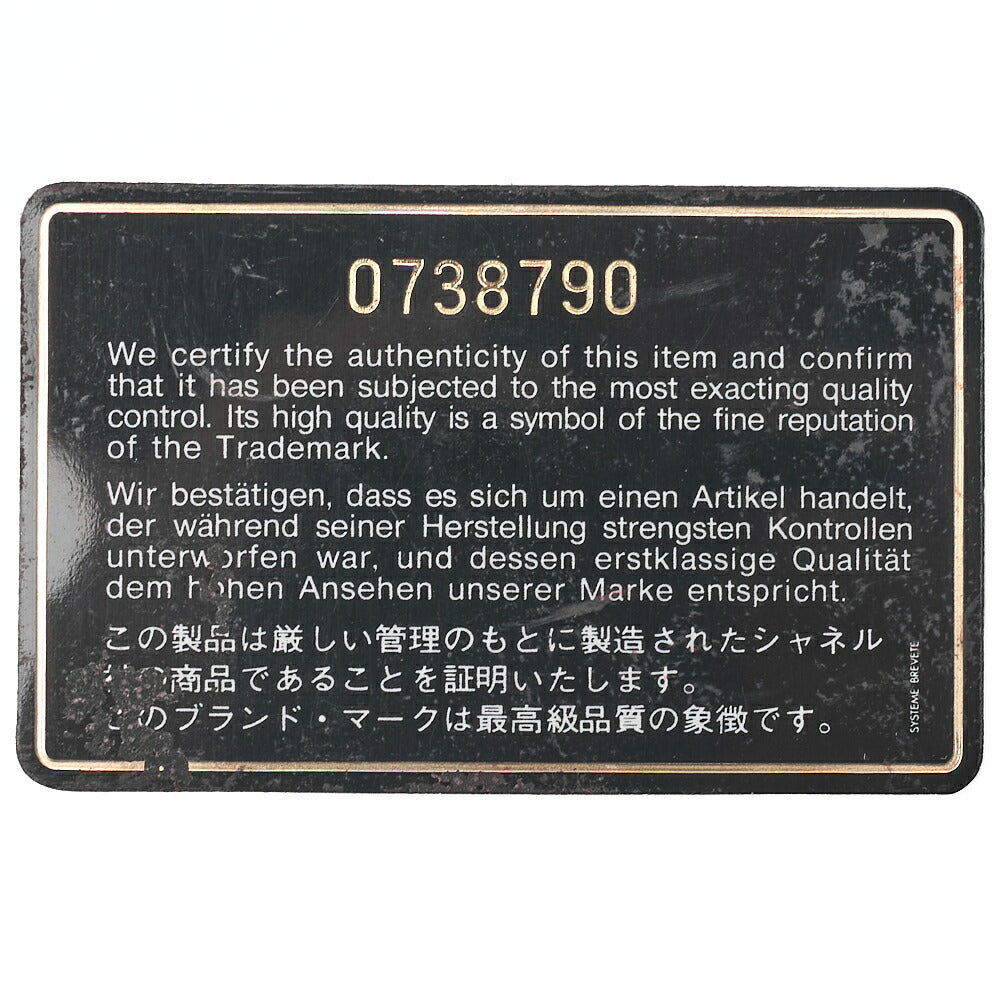 0738790
We certify the authenticity of this item and confirm
that it has been subjected to the most exacting quality
control. Its high quality is a symbol of the fine reputation
of the Trademark.
Wir bestätigen, dass es sich um einen Artikel handelt,
der während seiner Herstellung strengsten Kontrollen
unterworfen war, und dessen erstklassige Qualität
dem hohen Ansehen unserer Marke entspricht.
この製品は厳しい管理のもとに製造されたシャネル
の商品であることを証明いたします。
このブランド・マークは最高級品質の象徴です。
SYSTEME BREVETE